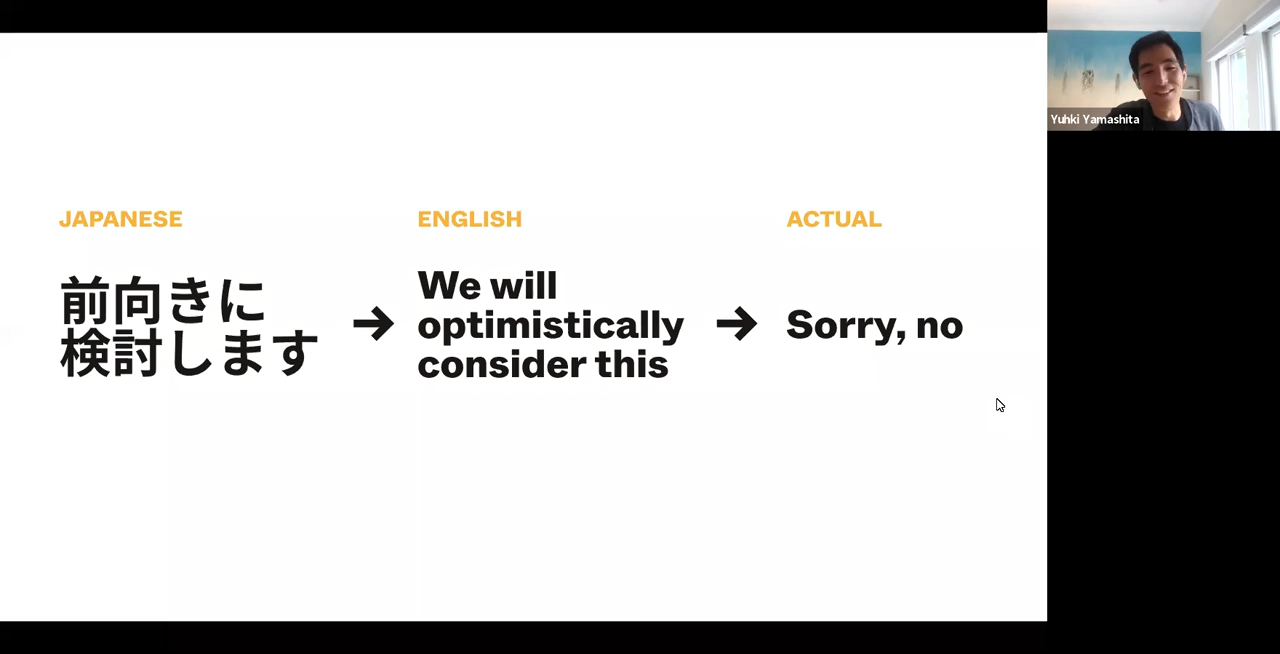 JAPANESE
前向きに
検討します
ENGLISH
We will
optimistically
consider this
ACTUAL
Sorry, no
Yuhki Yamashita